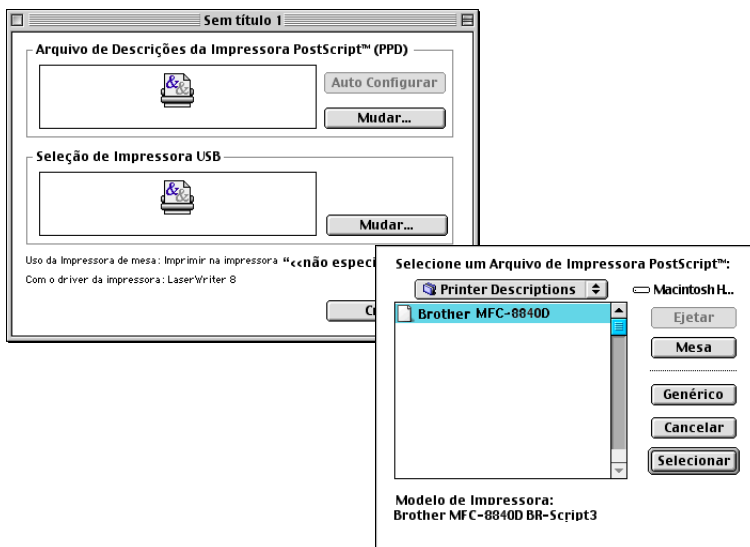 Sem título 1
Arquivo de Descrições da Impressora PostScript™ (PPD)
Auto Configurar
Mudar...
Seleção de Impressora USB
Mudar...
Uso da Impressora de mesa: Imprimir na impressora "<<não especi
Com o driver da impressora: LaserWriter 8
Selecione um Arquivo de Impressora PostScript™:
Printer Descriptions
Macintosh H...
Brother MFC-8840D
Ejetar
Mesa
Genérico
Cancelar
Selecionar
Modelo de Impressora:
Brother MFC-8840D BR-Script3